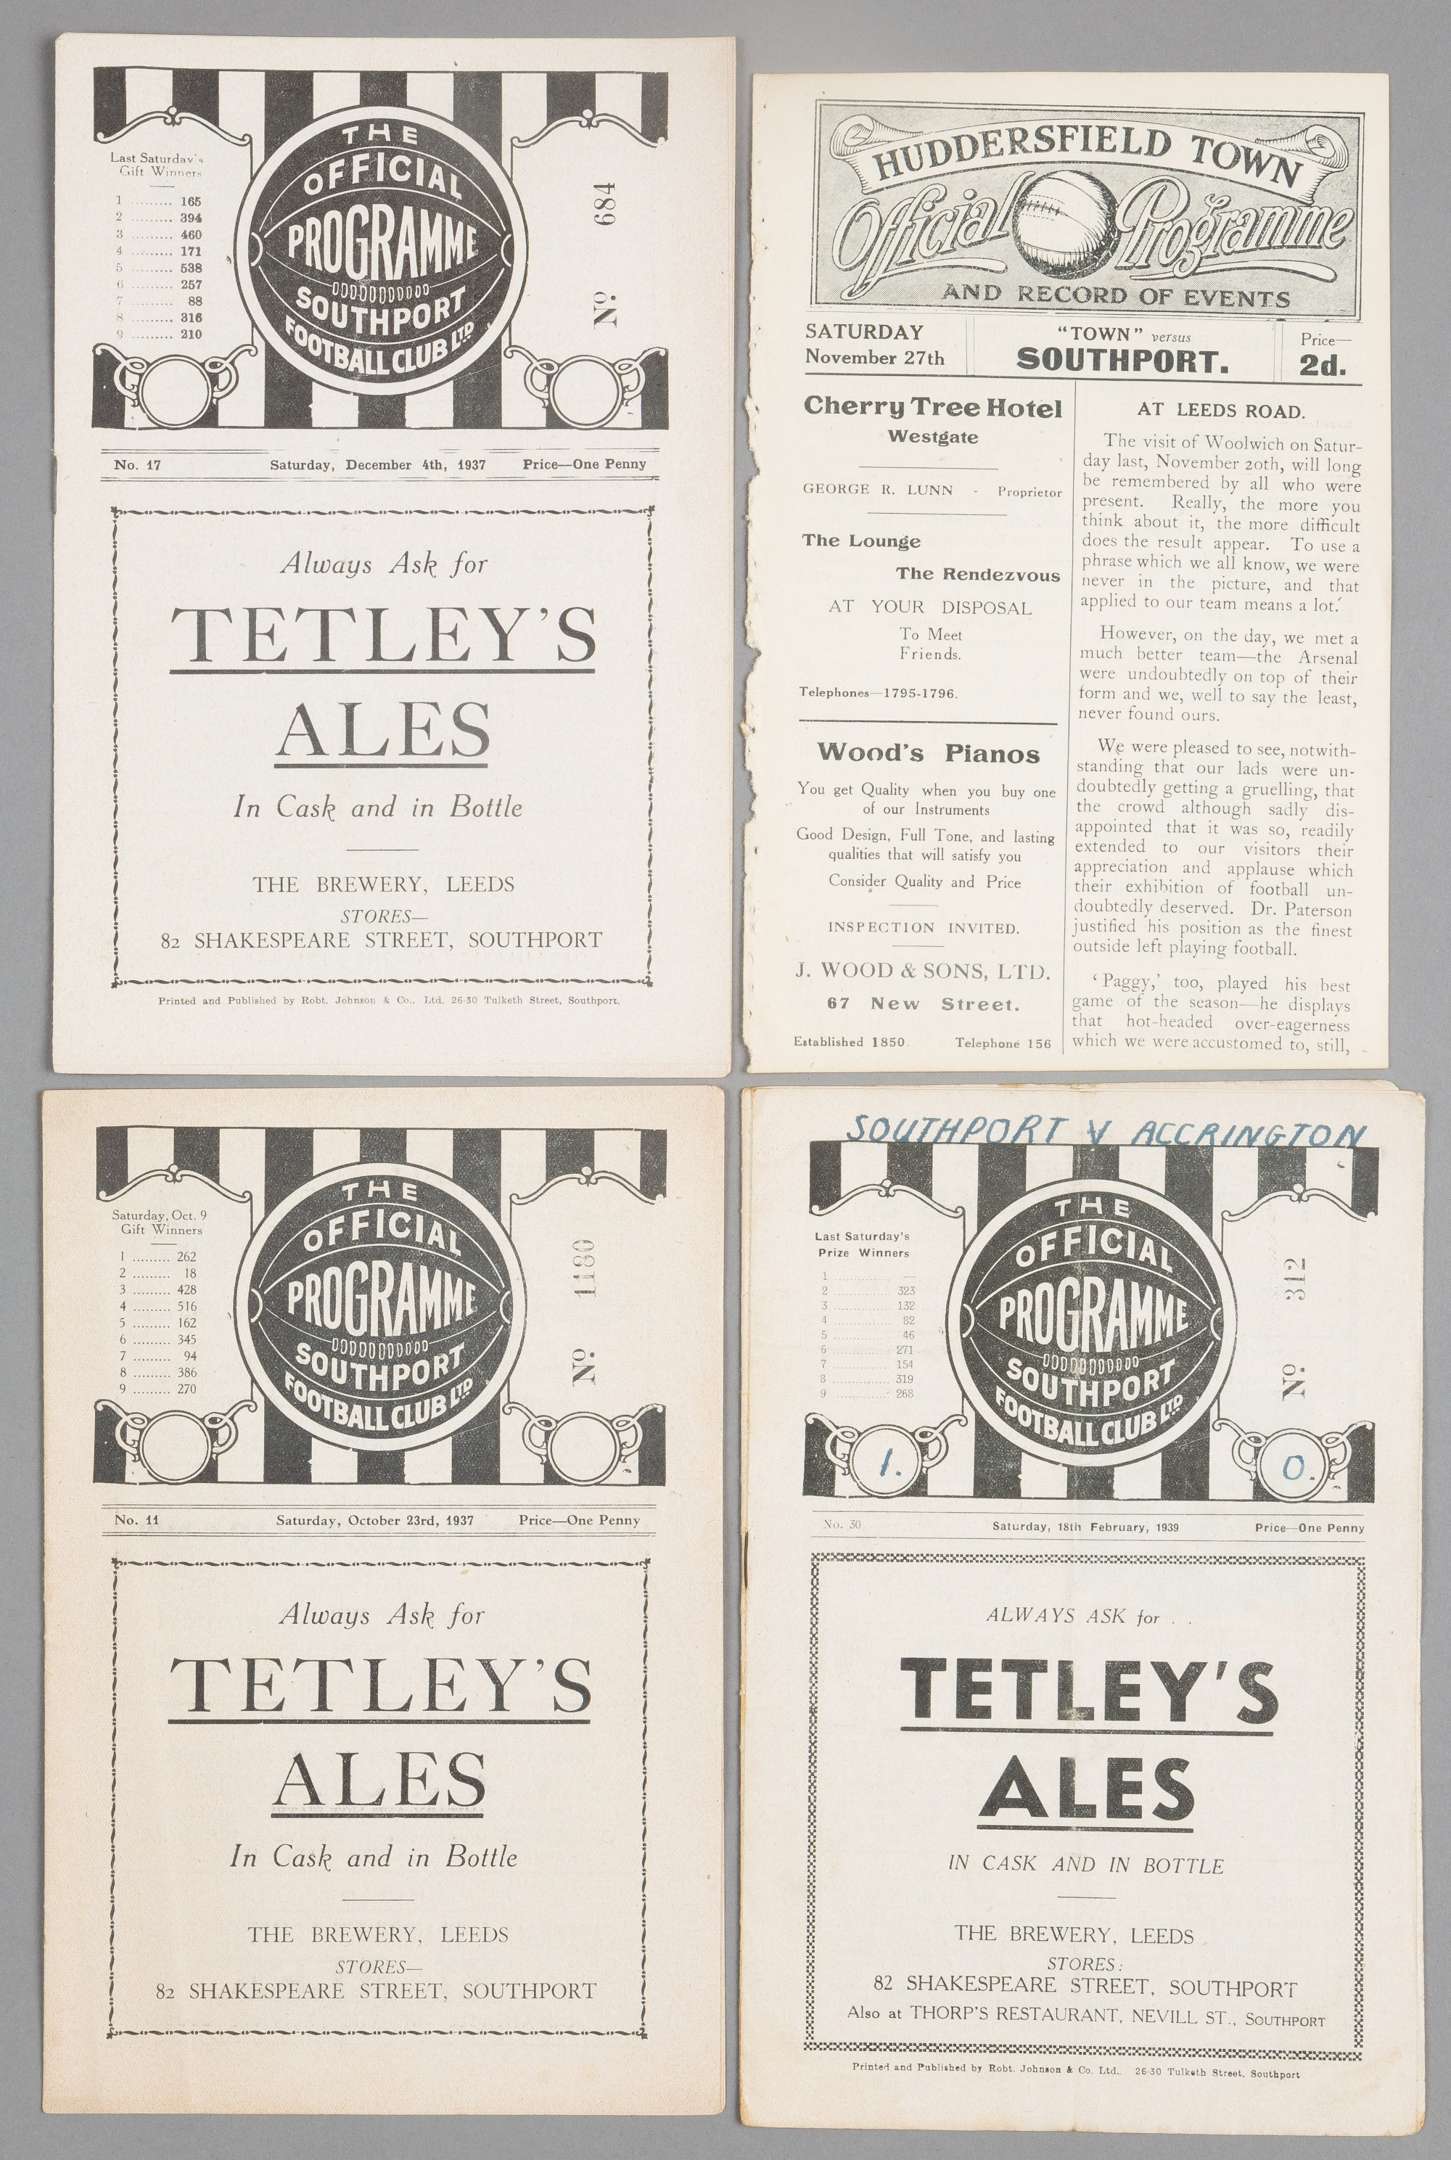 THE
OFFICIAL
PROGRAMME
SOUTHPORT
FOOTBALL CLUB LTD
Last Saturday's
Gift Winners
1 ......... 165
2 ......... 394
3 ......... 460
4 ......... 171
5 ......... 538
6 ......... 257
7 ......... 88
8 ......... 316
9 ......... 210
No. 684
No. 17 Saturday, December 4th, 1937 Price—One Penny
Always Ask for
TETLEY'S
ALES
In Cask and in Bottle
THE BREWERY, LEEDS
STORES—
82 SHAKESPEARE STREET, SOUTHPORT
Printed and Published by Robt. Johnson & Co., Ltd. 26-30 Tulketh Street, Southport.
HUDDERSFIELD TOWN
Official Programme
AND RECORD OF EVENTS
SATURDAY
November 27th
"TOWN" versus
SOUTHPORT.
Price—
2d.
Cherry Tree Hotel
Westgate
GEORGE R. LUNN - Proprietor
The Lounge
The Rendezvous
AT YOUR DISPOSAL
To Meet
Friends.
Telephones—1795-1796.
Wood's Pianos
You get Quality when you buy one
of our Instruments
Good Design, Full Tone, and lasting
qualities that will satisfy you
Consider Quality and Price
INSPECTION INVITED.
J. WOOD & SONS, LTD.
67 New Street.
Established 1850. Telephone 156
AT LEEDS ROAD.
The visit of Woolwich on Satur-
day last, November 20th, will long
be remembered by all who were
present. Really, the more you
think about it, the more difficult
does the result appear. To use a
phrase which we all know, we were
never in the picture, and that
applied to our team means a lot.
However, on the day, we met a
much better team—the Arsenal
were undoubtedly on top of their
form and we, well to say the least,
never found ours.
We were pleased to see, notwith-
standing that our lads were un-
doubtedly getting a gruelling, that
the crowd although sadly dis-
appointed that it was so, readily
extended to our visitors their
appreciation and applause which
their exhibition of football un-
doubtedly deserved. Dr. Paterson
justified his position as the finest
outside left playing football.
'Paggy,' too, played his best
game of the season—he displays
that hot-headed over-eagerness
which we were accustomed to, still,
THE
OFFICIAL
PROGRAMME
SOUTHPORT
FOOTBALL CLUB LTD
Saturday, Oct. 9
Gift Winners
1 ......... 262
2 ......... 18
3 ......... 428
4 ......... 516
5 ......... 162
6 ......... 345
7 ......... 94
8 ......... 386
9 ......... 270
No. 1180
No. 11 Saturday, October 23rd, 1937 Price—One Penny
Always Ask for
TETLEY'S
ALES
In Cask and in Bottle
THE BREWERY, LEEDS
STORES—
82 SHAKESPEARE STREET, SOUTHPORT
SOUTHPORT V ACCRINGTON
THE
OFFICIAL
PROGRAMME
SOUTHPORT
FOOTBALL CLUB LTD
Last Saturday's
Prize Winners
1 ............ —
2 ............ 323
3 ............ 132
4 ............ 82
5 ............ 46
6 ............ 271
7 ............ 154
8 ............ 319
9 ............ 268
No. 312
1. 0.
No. 30 Saturday, 18th February, 1939 Price—One Penny
ALWAYS ASK for . .
TETLEY'S
ALES
IN CASK AND IN BOTTLE
THE BREWERY, LEEDS
STORES:
82 SHAKESPEARE STREET, SOUTHPORT
Also at THORP'S RESTAURANT, NEVILL ST., SOUTHPORT
Printed and Published by Robt. Johnson & Co. Ltd., 26-30 Tulketh Street, Southport